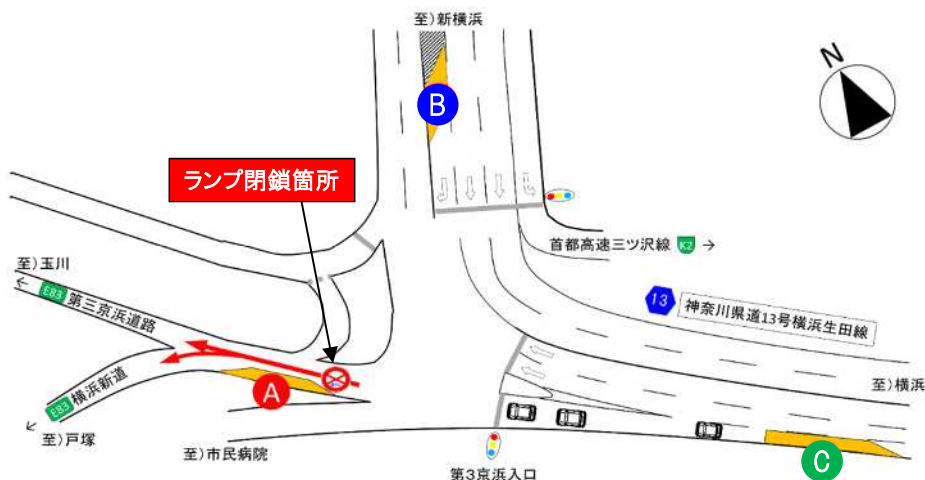 至)新横浜
N
B
ランプ閉鎖箇所
首都高速三ツ沢線 K2 →
至)玉川
E83 第三京浜道路
13 神奈川県道13号横浜生田線
至)横浜
A
E83 横浜新道
至)戸塚
至)市民病院
第3京浜入口
C